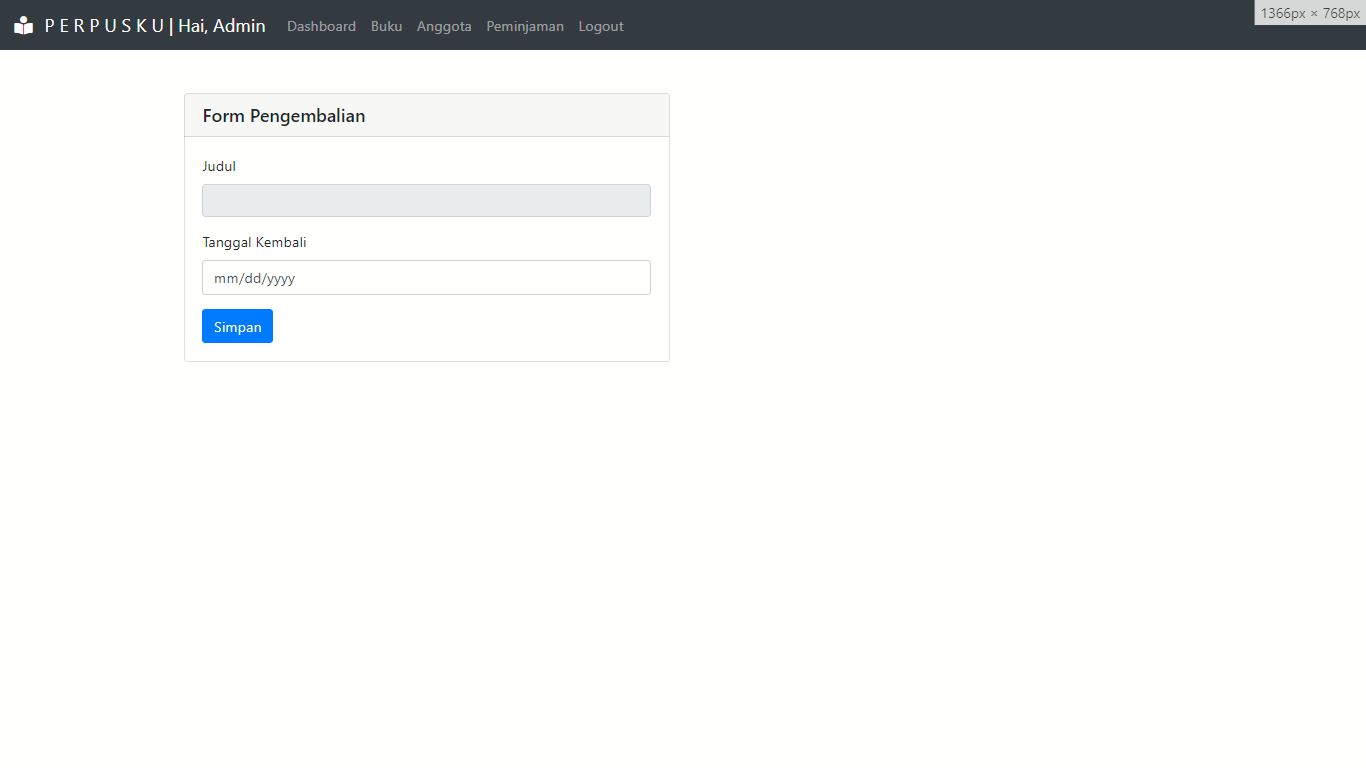 P E R P U S K U | Hai, Admin Dashboard Buku Anggota Peminjaman Logout
1366px × 768px
Form Pengembalian
Judul
Tanggal Kembali
mm/dd/yyyy
Simpan